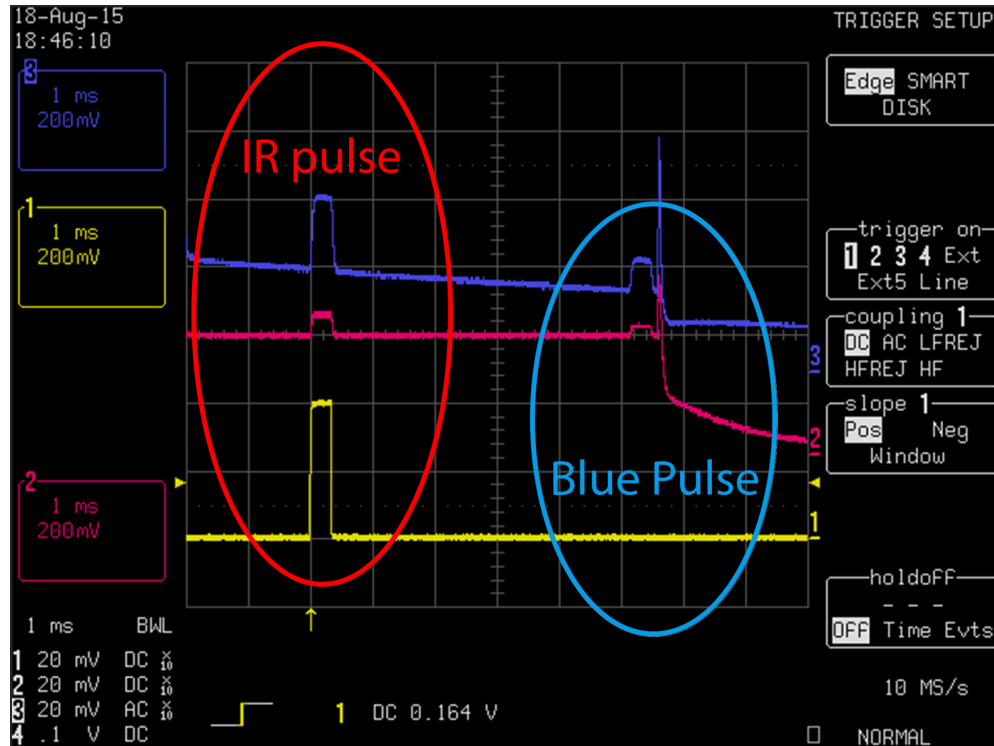 18-Aug-15
18:46:10
3
1 ms
200mV
1
1 ms
200mV
2
1 ms
200mV
1 ms BWL
1 20 mV DC x10
2 20 mV DC x10
3 20 mV AC x10
4 .1 V DC
IR pulse
Blue Pulse
3
2
1
1 DC 0.164 V
TRIGGER SETUP
Edge SMART
DISK
trigger on
1 2 3 4 Ext
Ext5 Line
coupling 1
DC AC LFREJ
HFREJ HF
slope 1
Pos Neg
Window
holdoff
- - -
OFF Time Evts
10 MS/s
NORMAL